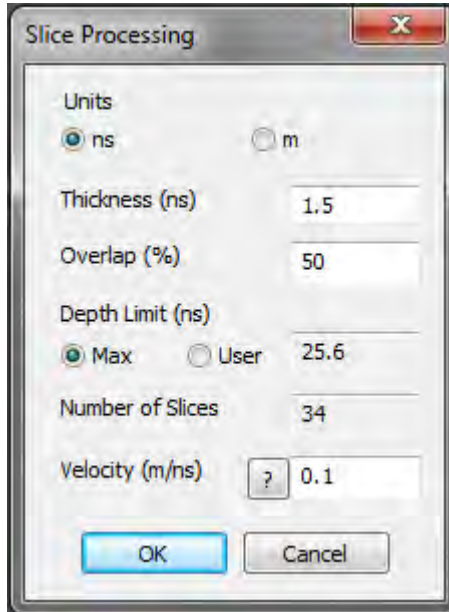 Slice Processing
Units
ns m
Thickness (ns) 1.5
Overlap (%) 50
Depth Limit (ns)
Max User 25.6
Number of Slices 34
Velocity (m/ns) ? 0.1
OK Cancel